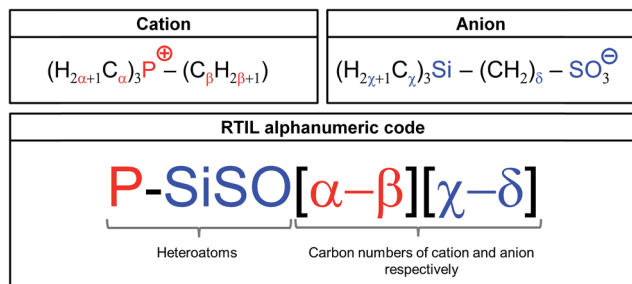 Cation
(H₂α₊₁Cα)₃P⊕ – (CβH₂β₊₁)
Anion
(H₂χ₊₁Cχ)₃Si – (CH₂)δ – SO₃⊖
RTIL alphanumeric code
P-SiSO[α–β][χ–δ]
Heteroatoms
Carbon numbers of cation and anion
respectively